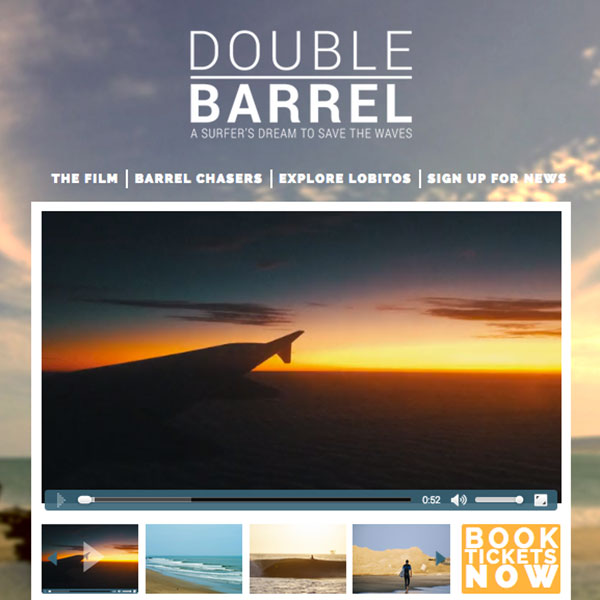 DOUBLE
BARREL
A SURFER'S DREAM TO SAVE THE WAVES
THE FILM | BARREL CHASERS | EXPLORE LOBITOS | SIGN UP FOR NEWS
0:52
BOOK
TICKETS
NOW